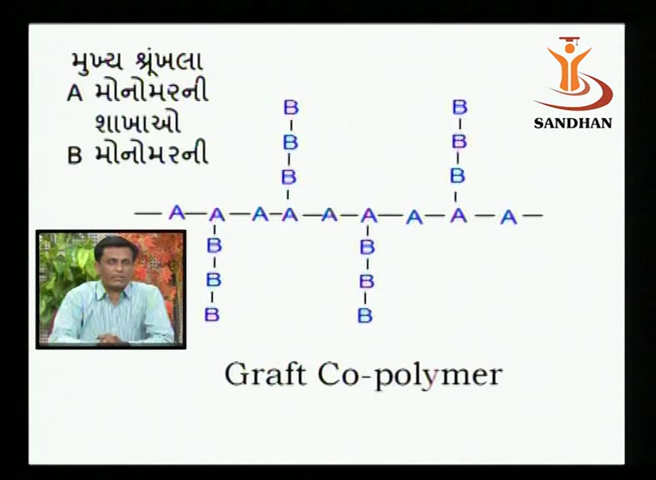 મુખ્ય શ્રૃંખલા
A મોનોમરની
શાખાઓ
B મોનોમરની
SANDHAN
B B
B B
B B
— A — A — A — A — A — A — A — A — A —
B B
B B
B B
Graft Co-polymer